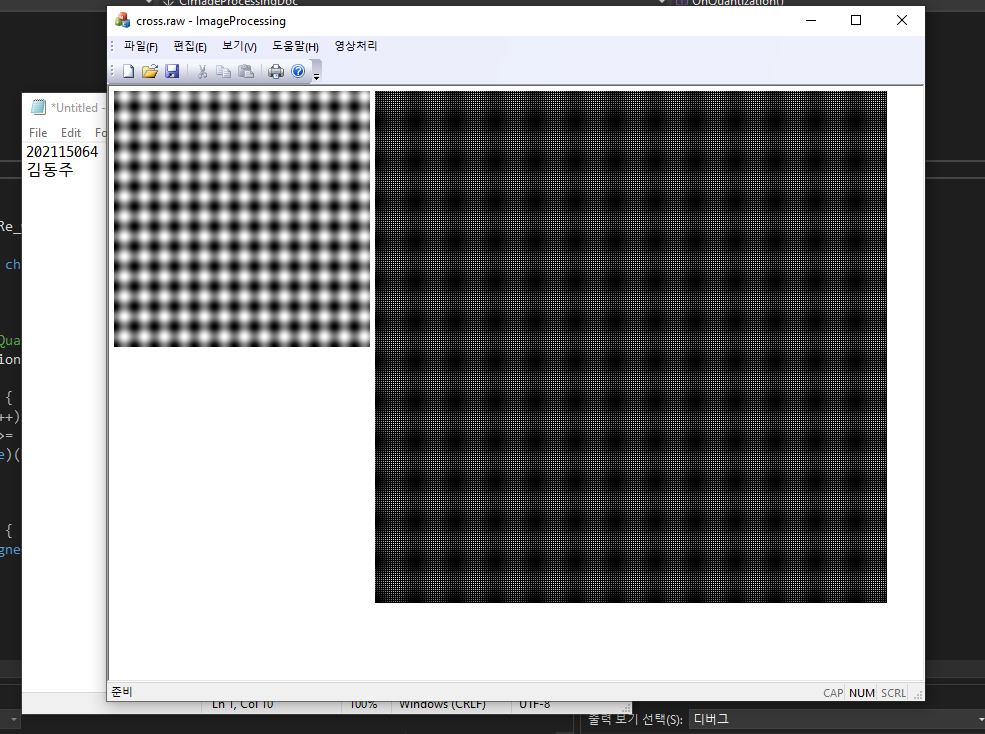 CImageProcessingDoc
OnQuantization()
cross.raw - ImageProcessing
파일(F) 편집(E) 보기(V) 도움말(H) 영상처리
*Untitled -
File Edit Fo
202115064
김동주
Re_
ch
Qua
ion
{
++)
>=
e)(
{
gne
준비
CAP NUM SCRL
Ln 1, Col 10 100% Windows (CRLF) UTF-8
출력 보기 선택(S): 디버그